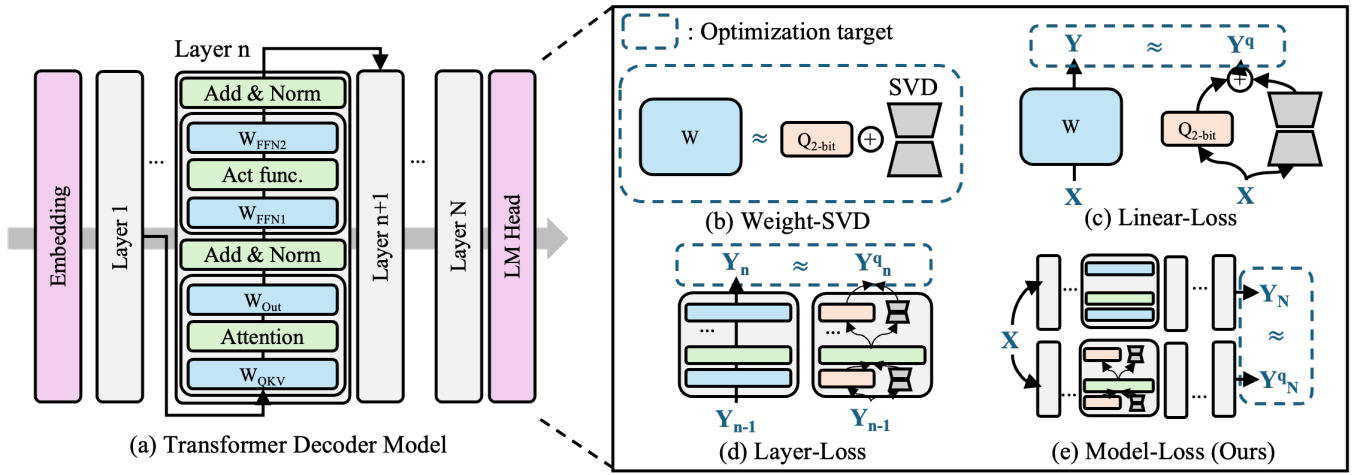 Layer n
Embedding
Layer 1
...
Add & Norm
W_FFN2
Act func.
W_FFN1
Add & Norm
W_Out
Attention
W_QKV
Layer n+1
...
Layer N
LM Head
(a) Transformer Decoder Model
: Optimization target
W
≈
Q_2-bit
+
SVD
(b) Weight-SVD
Y ≈ Y^q
W
Q_2-bit
+
X
X
(c) Linear-Loss
Y_n ≈ Y^q_n
...
...
Y_n-1
Y_n-1
(d) Layer-Loss
X
...
...
Y_N
≈
...
...
Y^q_N
(e) Model-Loss (Ours)